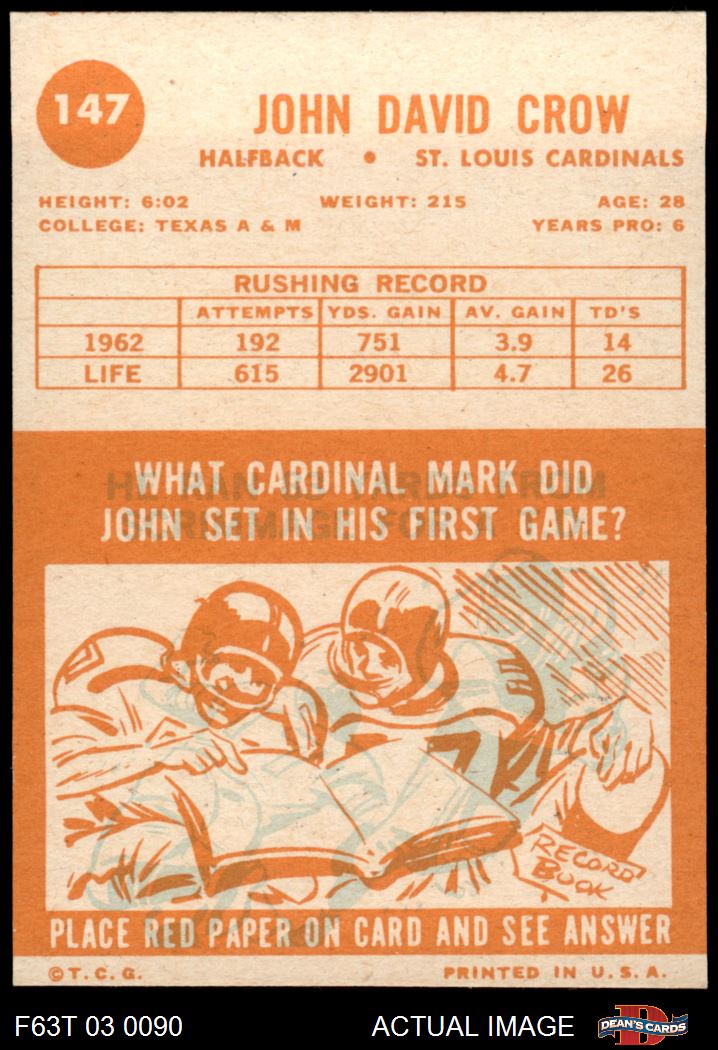 147
JOHN DAVID CROW
HALFBACK • ST. LOUIS CARDINALS
HEIGHT: 6:02 WEIGHT: 215 AGE: 28
COLLEGE: TEXAS A & M YEARS PRO: 6
RUSHING RECORD
ATTEMPTS YDS. GAIN AV. GAIN TD'S
1962 192 751 3.9 14
LIFE 615 2901 4.7 26
WHAT CARDINAL MARK DID
JOHN SET IN HIS FIRST GAME?
RECORD
BOOK
PLACE RED PAPER ON CARD AND SEE ANSWER
©T.C.G. PRINTED IN U.S.A.
F63T 03 0090 ACTUAL IMAGE DEAN'S CARDS